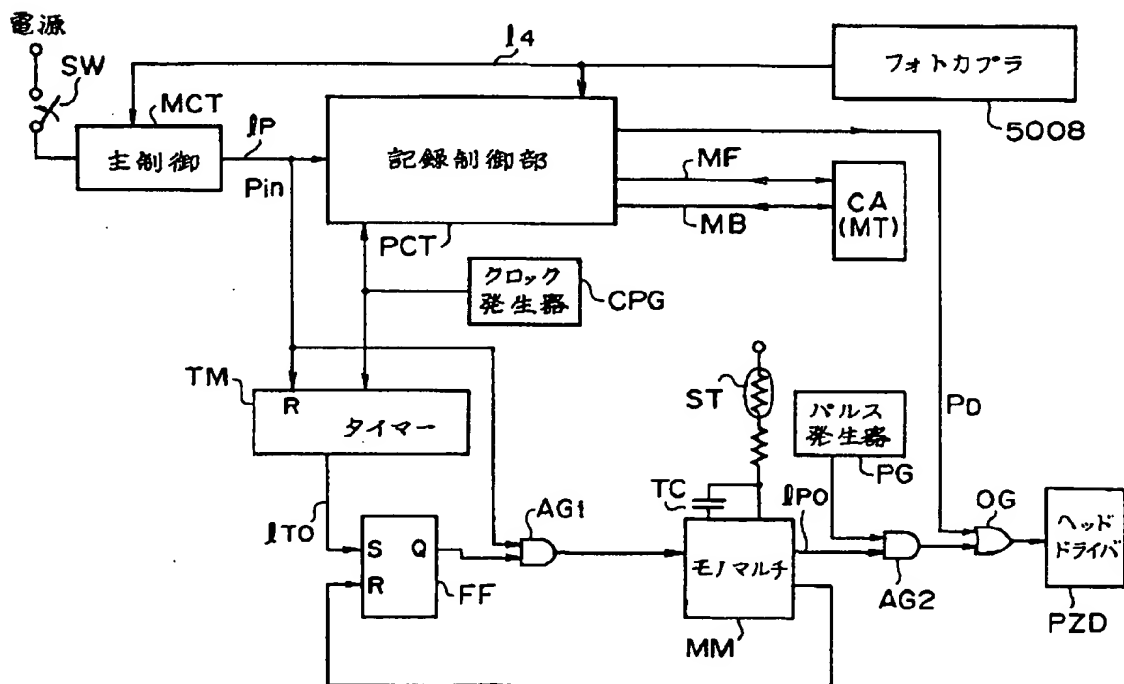 電源
SW
MCT
主制御
lP
Pin
l4
フォトカプラ
5008
記録制御部
PCT
MF
MB
CA
(MT)
クロック
発生器
CPG
TM
R
タイマー
lTO
S
Q
R
FF
AG1
ST
TC
モノマルチ
MM
lPO
パルス
発生器
PG
PD
AG2
OG
ヘッド
ドライバ
PZD